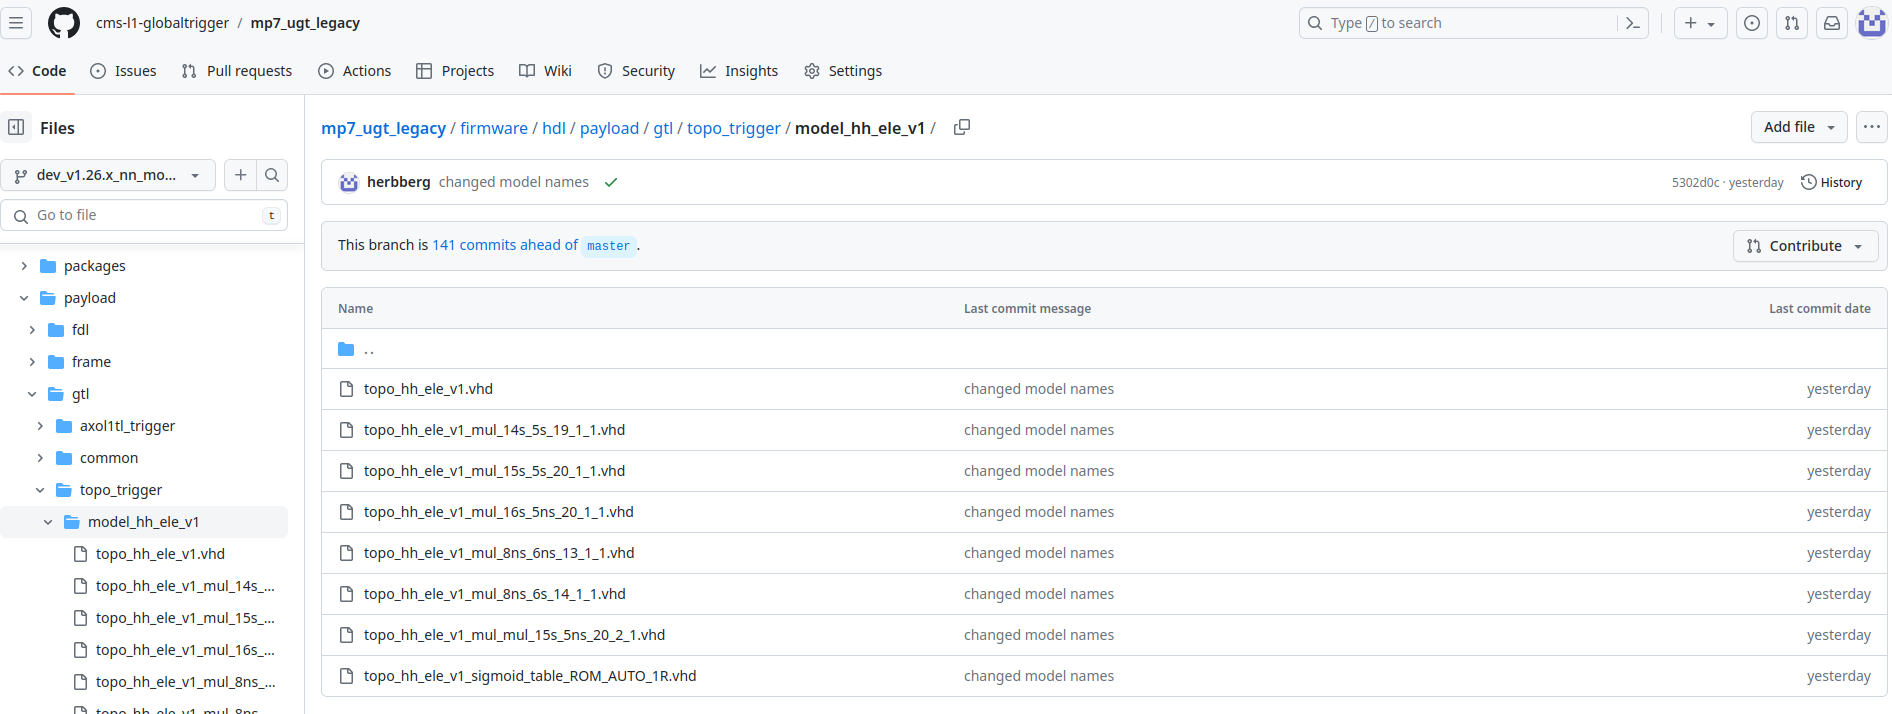 cms-l1-globaltrigger / mp7_ugt_legacy
Type / to search
Code
Issues
Pull requests
Actions
Projects
Wiki
Security
Insights
Settings
Files
dev_v1.26.x_nn_mo...
Go to file
t
packages
payload
fdl
frame
gtl
axol1tl_trigger
common
topo_trigger
model_hh_ele_v1
topo_hh_ele_v1.vhd
topo_hh_ele_v1_mul_14s_...
topo_hh_ele_v1_mul_15s_...
topo_hh_ele_v1_mul_16s_...
topo_hh_ele_v1_mul_8ns_...
topo_hh_ele_v1_mul_8ns_...
mp7_ugt_legacy / firmware / hdl / payload / gtl / topo_trigger / model_hh_ele_v1 /
Add file
herbberg changed model names
5302d0c · yesterday
History
This branch is 141 commits ahead of master.
Contribute
Name Last commit message Last commit date
..
topo_hh_ele_v1.vhd changed model names yesterday
topo_hh_ele_v1_mul_14s_5s_19_1_1.vhd changed model names yesterday
topo_hh_ele_v1_mul_15s_5s_20_1_1.vhd changed model names yesterday
topo_hh_ele_v1_mul_16s_5ns_20_1_1.vhd changed model names yesterday
topo_hh_ele_v1_mul_8ns_6ns_13_1_1.vhd changed model names yesterday
topo_hh_ele_v1_mul_8ns_6s_14_1_1.vhd changed model names yesterday
topo_hh_ele_v1_mul_mul_15s_5ns_20_2_1.vhd changed model names yesterday
topo_hh_ele_v1_sigmoid_table_ROM_AUTO_1R.vhd changed model names yesterday